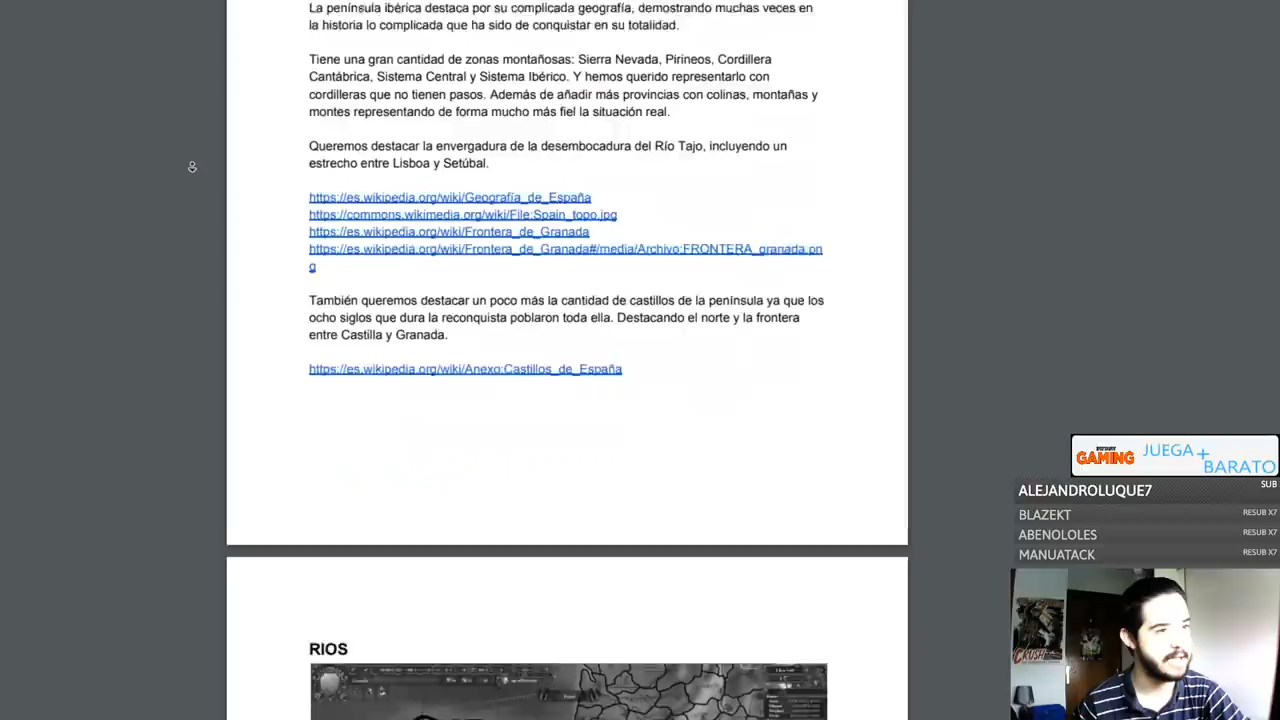 La península ibérica destaca por su complicada geografía, demostrando muchas veces en
la historia lo complicada que ha sido de conquistar en su totalidad.
Tiene una gran cantidad de zonas montañosas: Sierra Nevada, Pirineos, Cordillera
Cantábrica, Sistema Central y Sistema Ibérico. Y hemos querido representarlo con
cordilleras que no tienen pasos. Además de añadir más provincias con colinas, montañas y
montes representando de forma mucho más fiel la situación real.
Queremos destacar la envergadura de la desembocadura del Río Tajo, incluyendo un
estrecho entre Lisboa y Setúbal.
https://es.wikipedia.org/wiki/Geografía_de_España
https://commons.wikimedia.org/wiki/File:Spain_topo.jpg
https://es.wikipedia.org/wiki/Frontera_de_Granada
https://es.wikipedia.org/wiki/Frontera_de_Granada#/media/Archivo:FRONTERA_granada.pn
g
También queremos destacar un poco más la cantidad de castillos de la península ya que los
ocho siglos que dura la reconquista poblaron toda ella. Destacando el norte y la frontera
entre Castilla y Granada.
https://es.wikipedia.org/wiki/Anexo:Castillos_de_España
RIOS
GAMING JUEGA+
BARATO
ALEJANDROLUQUE7 SUB
BLAZEKT RESUB X7
ABENOLOLES RESUB X7
MANUATACK RESUB X7
CRUSH